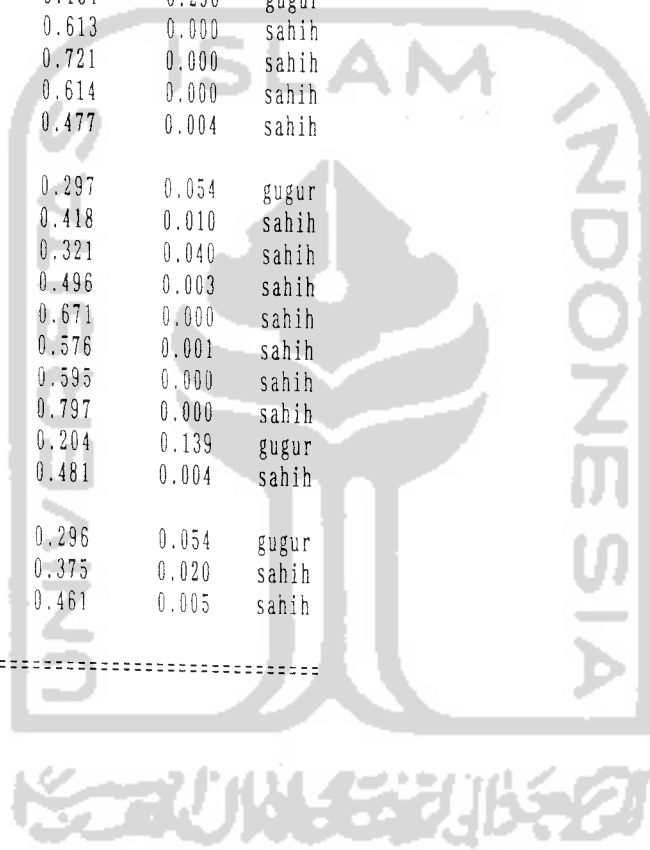 gugur
0.613 0.000 sahih
0.721 0.000 sahih
0.614 0.000 sahih
0.477 0.004 sahih
0.297 0.054 gugur
0.418 0.010 sahih
0.321 0.040 sahih
0.496 0.003 sahih
0.671 0.000 sahih
0.576 0.001 sahih
0.595 0.000 sahih
0.797 0.000 sahih
0.204 0.139 gugur
0.481 0.004 sahih
0.296 0.054 gugur
0.375 0.020 sahih
0.461 0.005 sahih
ISLAM
UNIVERSITAS
INDONESIA